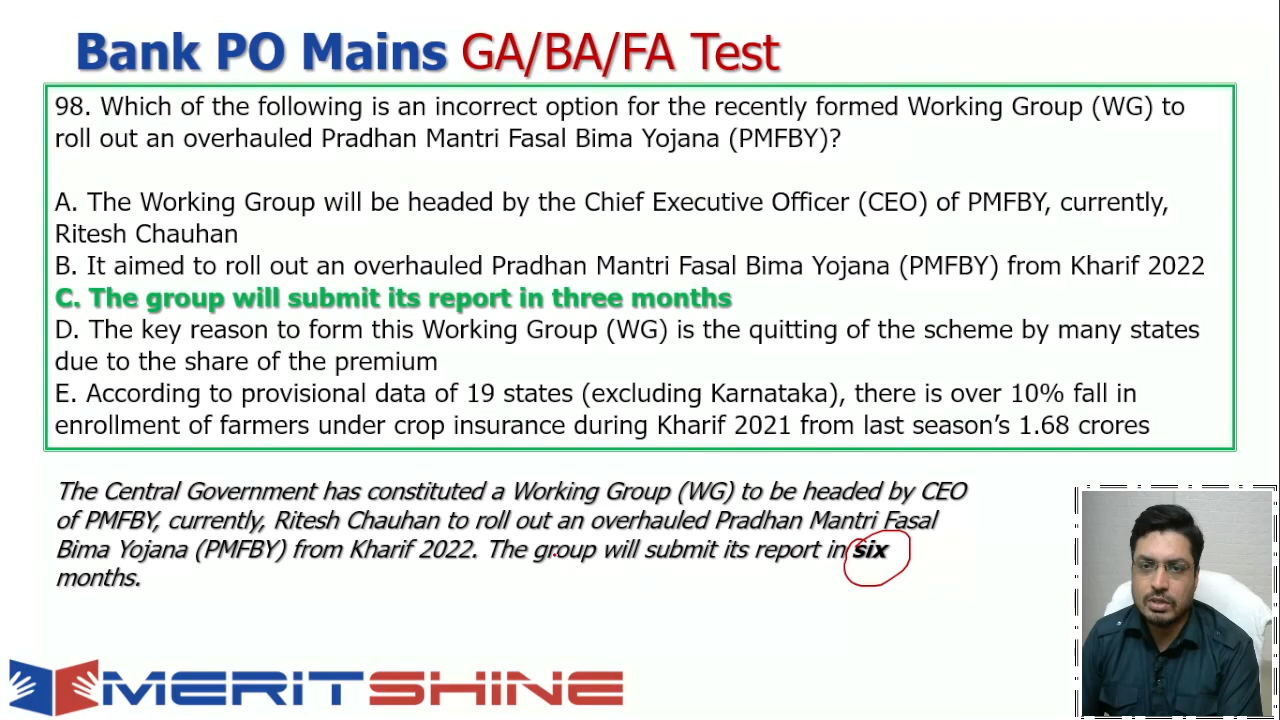 Bank PO Mains GA/BA/FA Test
98. Which of the following is an incorrect option for the recently formed Working Group (WG) to
roll out an overhauled Pradhan Mantri Fasal Bima Yojana (PMFBY)?
A. The Working Group will be headed by the Chief Executive Officer (CEO) of PMFBY, currently,
Ritesh Chauhan
B. It aimed to roll out an overhauled Pradhan Mantri Fasal Bima Yojana (PMFBY) from Kharif 2022
C. The group will submit its report in three months
D. The key reason to form this Working Group (WG) is the quitting of the scheme by many states
due to the share of the premium
E. According to provisional data of 19 states (excluding Karnataka), there is over 10% fall in
enrollment of farmers under crop insurance during Kharif 2021 from last season’s 1.68 crores
The Central Government has constituted a Working Group (WG) to be headed by CEO
of PMFBY, currently, Ritesh Chauhan to roll out an overhauled Pradhan Mantri Fasal
Bima Yojana (PMFBY) from Kharif 2022. The group will submit its report in six
months.
MERITSHINE